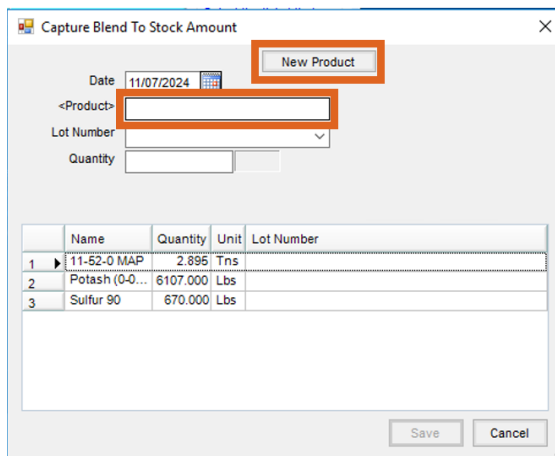 Capture Blend To Stock Amount
New Product
Date 11/07/2024
<Product>
Lot Number
Quantity
Name Quantity Unit Lot Number
1 11-52-0 MAP 2.895 Tns
2 Potash (0-0... 6107.000 Lbs
3 Sulfur 90 670.000 Lbs
Save Cancel